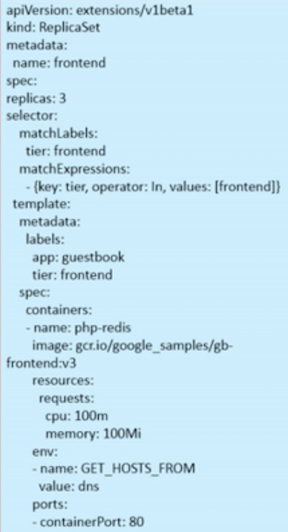 apiVersion: extensions/v1beta1
kind: ReplicaSet
metadata:
name: frontend
spec:
replicas: 3
selector:
matchLabels:
tier: frontend
matchExpressions:
- {key: tier, operator: In, values: [frontend]}
template:
metadata:
labels:
app: guestbook
tier: frontend
spec:
containers:
- name: php-redis
image: gcr.io/google_samples/gb-
frontend:v3
resources:
requests:
cpu: 100m
memory: 100Mi
env:
- name: GET_HOSTS_FROM
value: dns
ports:
- containerPort: 80